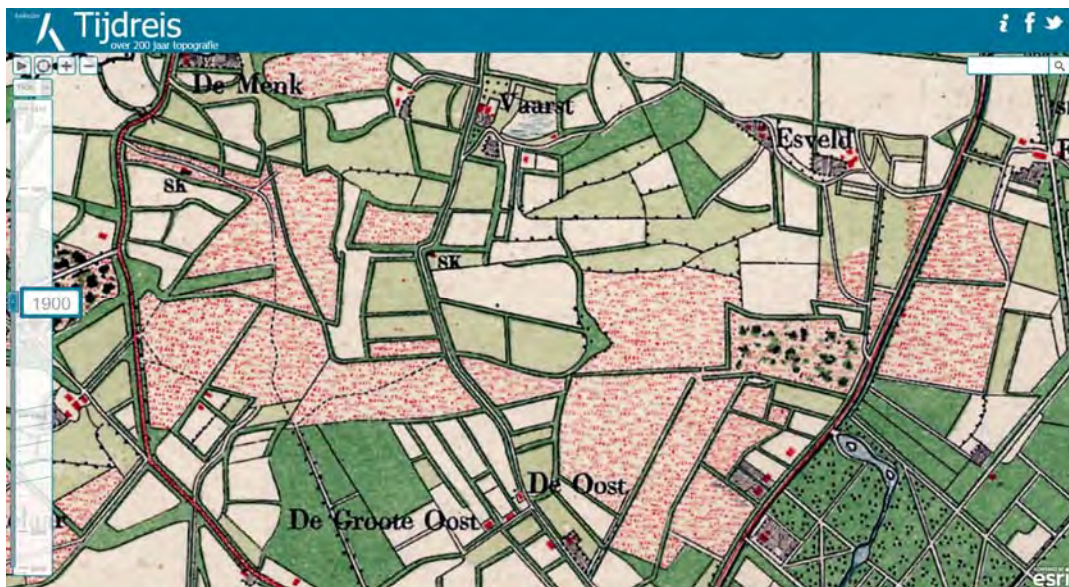 Tijdreis
over 200 jaar topografie
De Menk
Vaarst
Esveld
sk
sk
1900
De Oost
De Groote Oost
esri